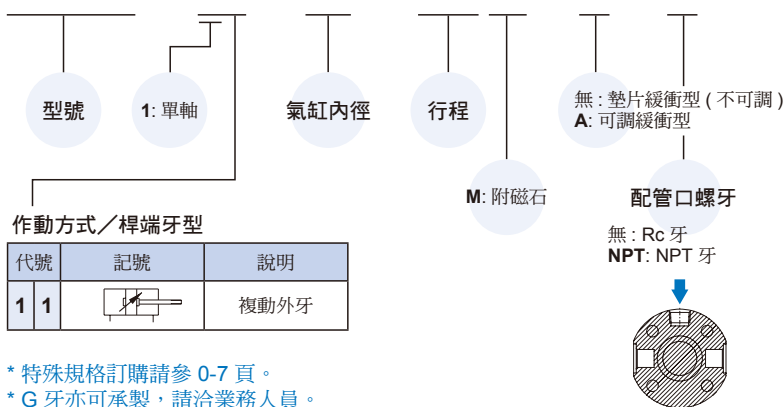 型號
1: 單軸
氣缸內徑
行程
無 : 墊片緩衝型 ( 不可調 )
A: 可調緩衝型
M: 附磁石
配管口螺牙
無 : Rc 牙
NPT: NPT 牙
作動方式／桿端牙型
代號 記號 說明
1 1 複動外牙
* 特殊規格訂購請參 0-7 頁。
* G 牙亦可承製，請洽業務人員。